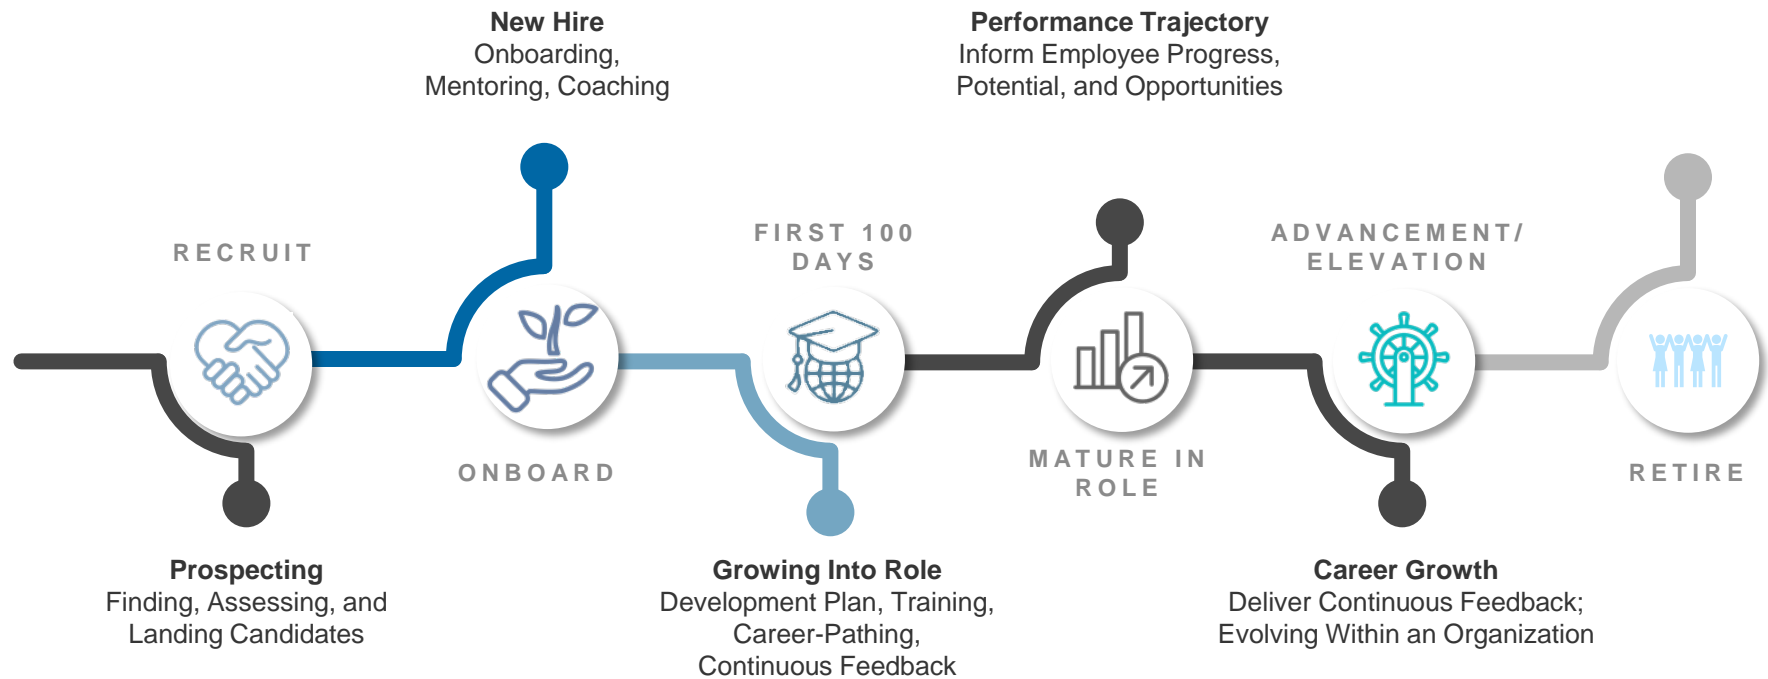 New Hire
Onboarding,
Mentoring, Coaching
Performance Trajectory
Inform Employee Progress,
Potential, and Opportunities
RECRUIT
FIRST 100
DAYS
ADVANCEMENT/
ELEVATION
ONBOARD
MATURE IN
ROLE
RETIRE
Prospecting
Finding, Assessing, and
Landing Candidates
Growing Into Role
Development Plan, Training,
Career-Pathing,
Continuous Feedback
Career Growth
Deliver Continuous Feedback;
Evolving Within an Organization